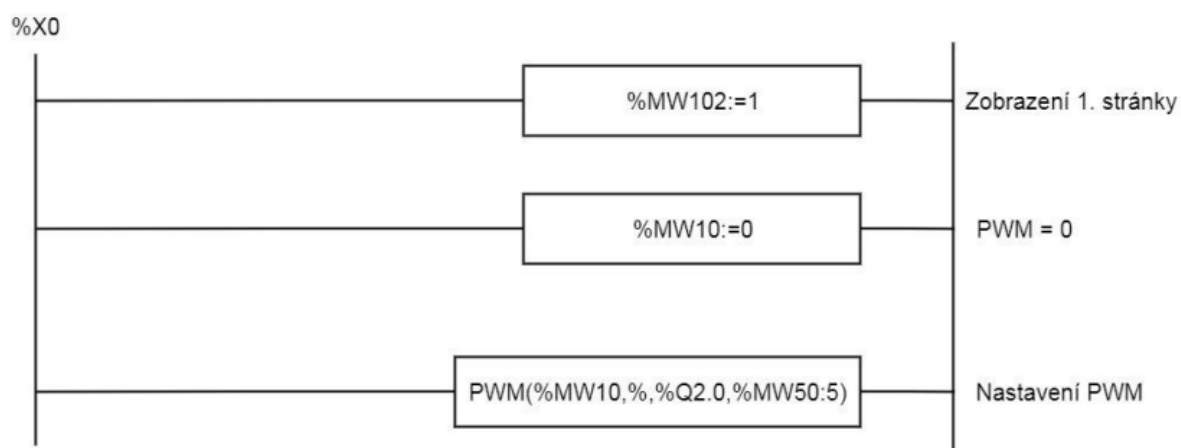 %X0
%MW102:=1
Zobrazení 1. stránky
%MW10:=0
PWM = 0
PWM(%MW10,%,%Q2.0,%MW50:5)
Nastavení PWM